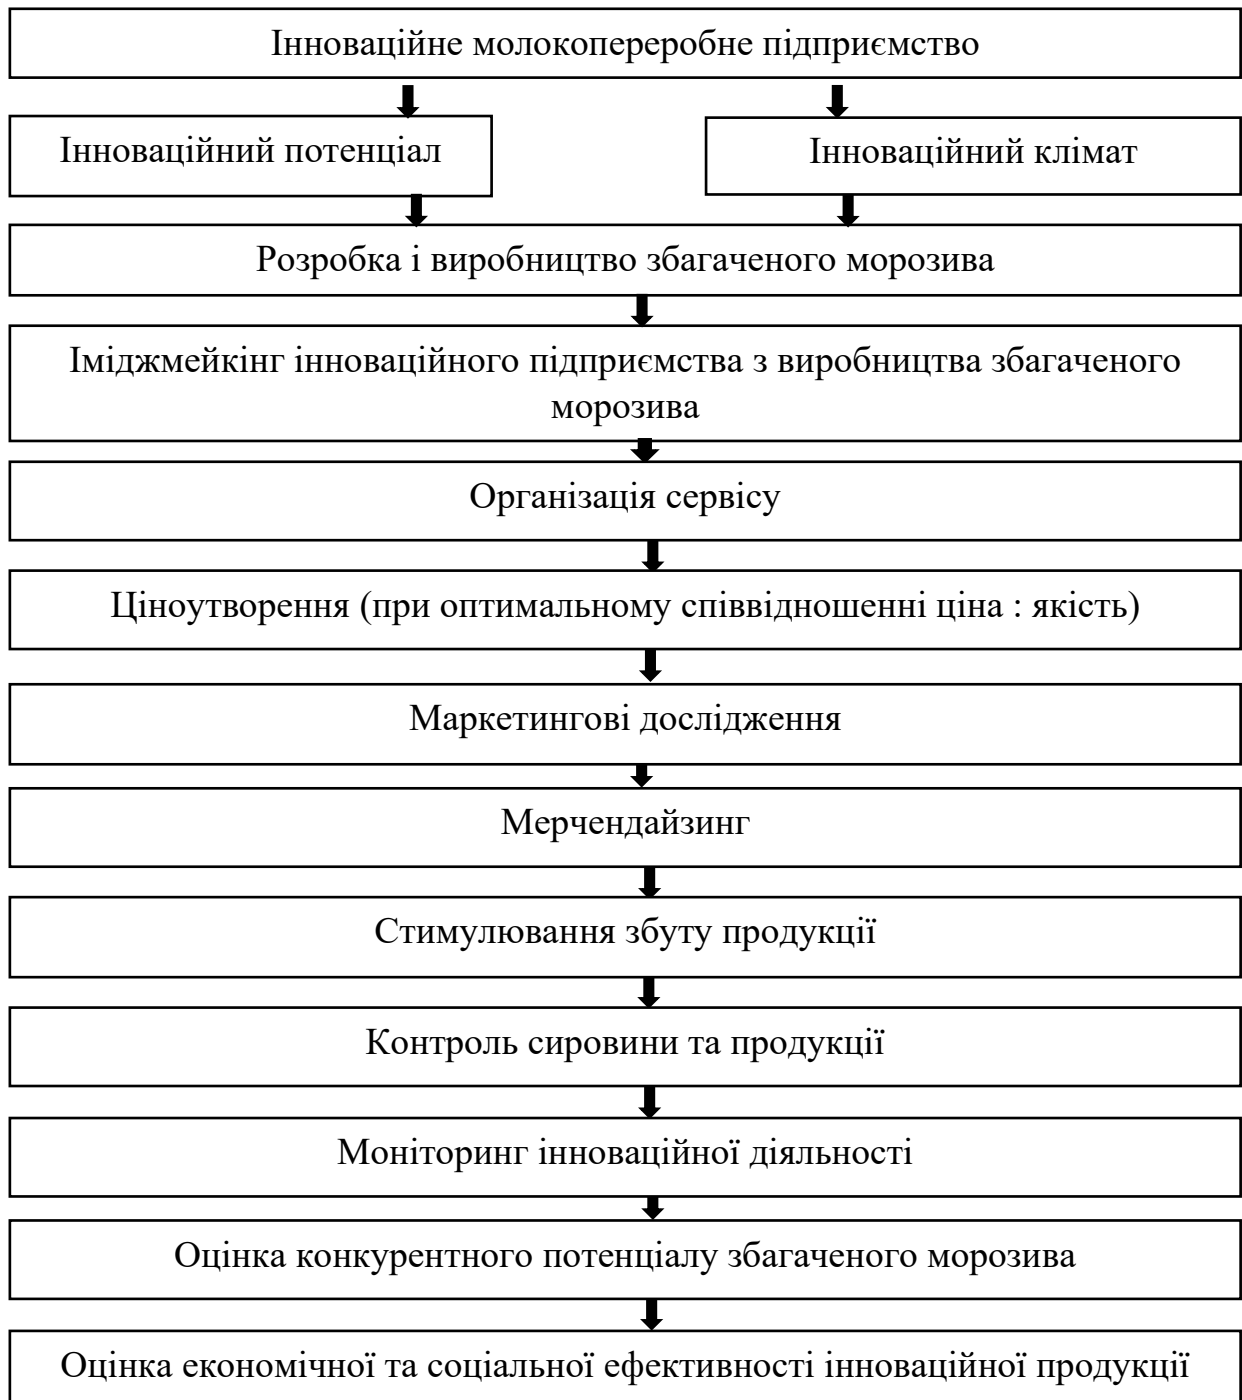 Інноваційне молокопереробне підприємство
Інноваційний потенціал
Інноваційний клімат
Розробка і виробництво збагаченого морозива
Іміджмейкінг інноваційного підприємства з виробництва збагаченого
морозива
Організація сервісу
Ціноутворення (при оптимальному співвідношенні ціна : якість)
Маркетингові дослідження
Мерчендайзинг
Стимулювання збуту продукції
Контроль сировини та продукції
Моніторинг інноваційної діяльності
Оцінка конкурентного потенціалу збагаченого морозива
Оцінка економічної та соціальної ефективності інноваційної продукції